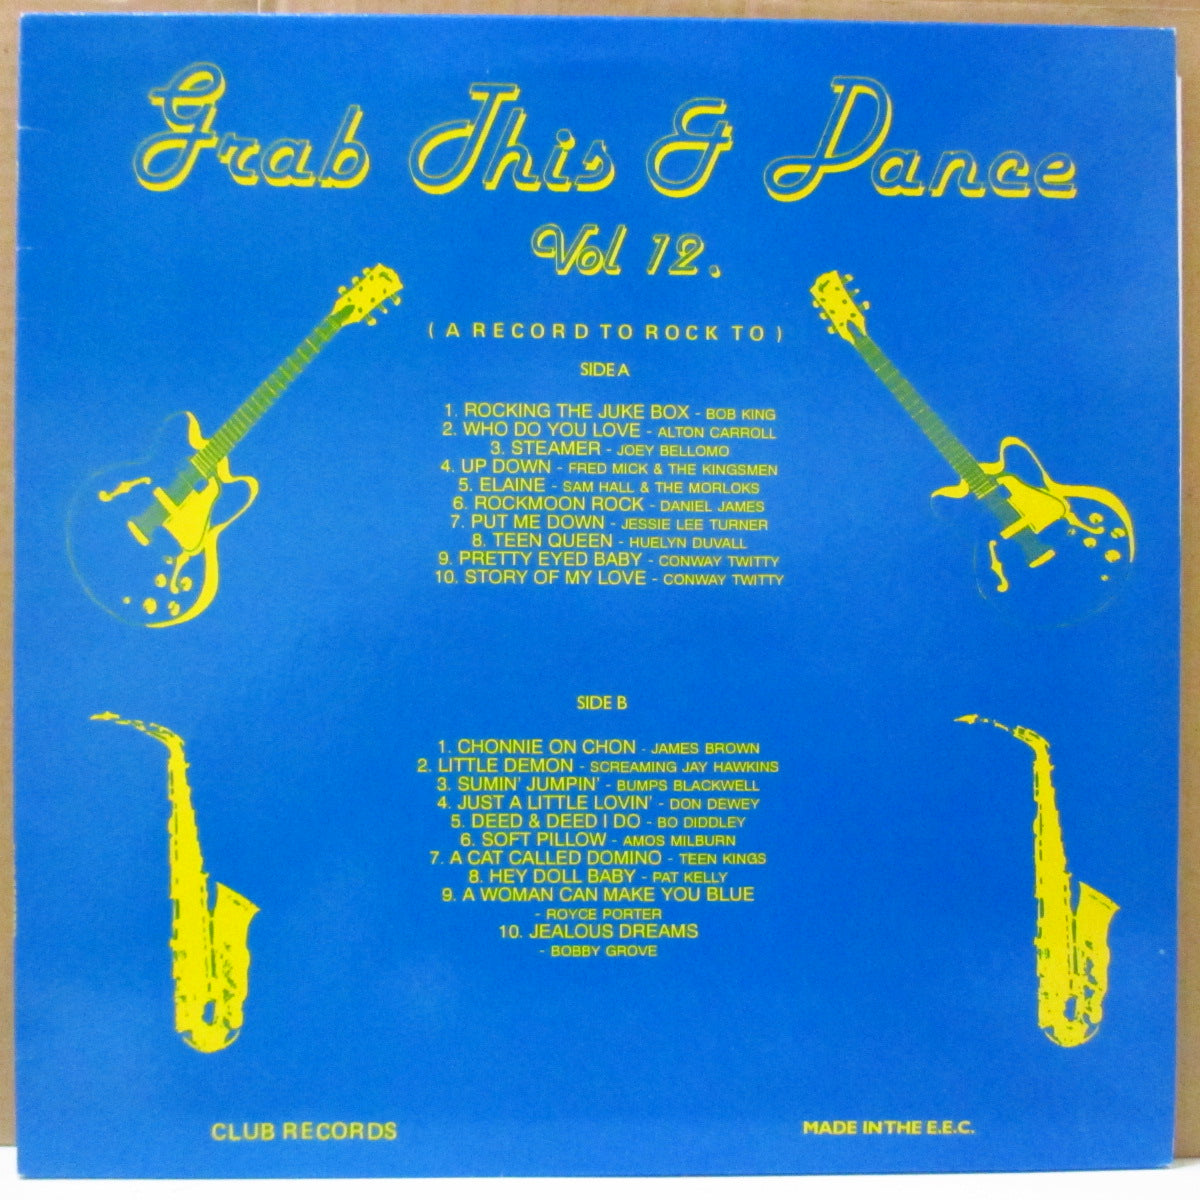 Grab This & Dance
Vol 12.
( A RECORD TO ROCK TO )
SIDE A
1. ROCKING THE JUKE BOX - BOB KING
2. WHO DO YOU LOVE - ALTON CARROLL
3. STEAMER - JOEY BELLOMO
4. UP DOWN - FRED MICK & THE KINGSMEN
5. ELAINE - SAM HALL & THE MORLOKS
6. ROCKMOON ROCK - DANIEL JAMES
7. PUT ME DOWN - JESSIE LEE TURNER
8. TEEN QUEEN - HUELYN DUVALL
9. PRETTY EYED BABY - CONWAY TWITTY
10. STORY OF MY LOVE - CONWAY TWITTY
SIDE B
1. CHONNIE ON CHON - JAMES BROWN
2. LITTLE DEMON - SCREAMING JAY HAWKINS
3. SUMIN' JUMPIN' - BUMPS BLACKWELL
4. JUST A LITTLE LOVIN' - DON DEWEY
5. DEED & DEED I DO - BO DIDDLEY
6. SOFT PILLOW - AMOS MILBURN
7. A CAT CALLED DOMINO - TEEN KINGS
8. HEY DOLL BABY - PAT KELLY
9. A WOMAN CAN MAKE YOU BLUE
- ROYCE PORTER
10. JEALOUS DREAMS
- BOBBY GROVE
CLUB RECORDS
MADE IN THE E.E.C.